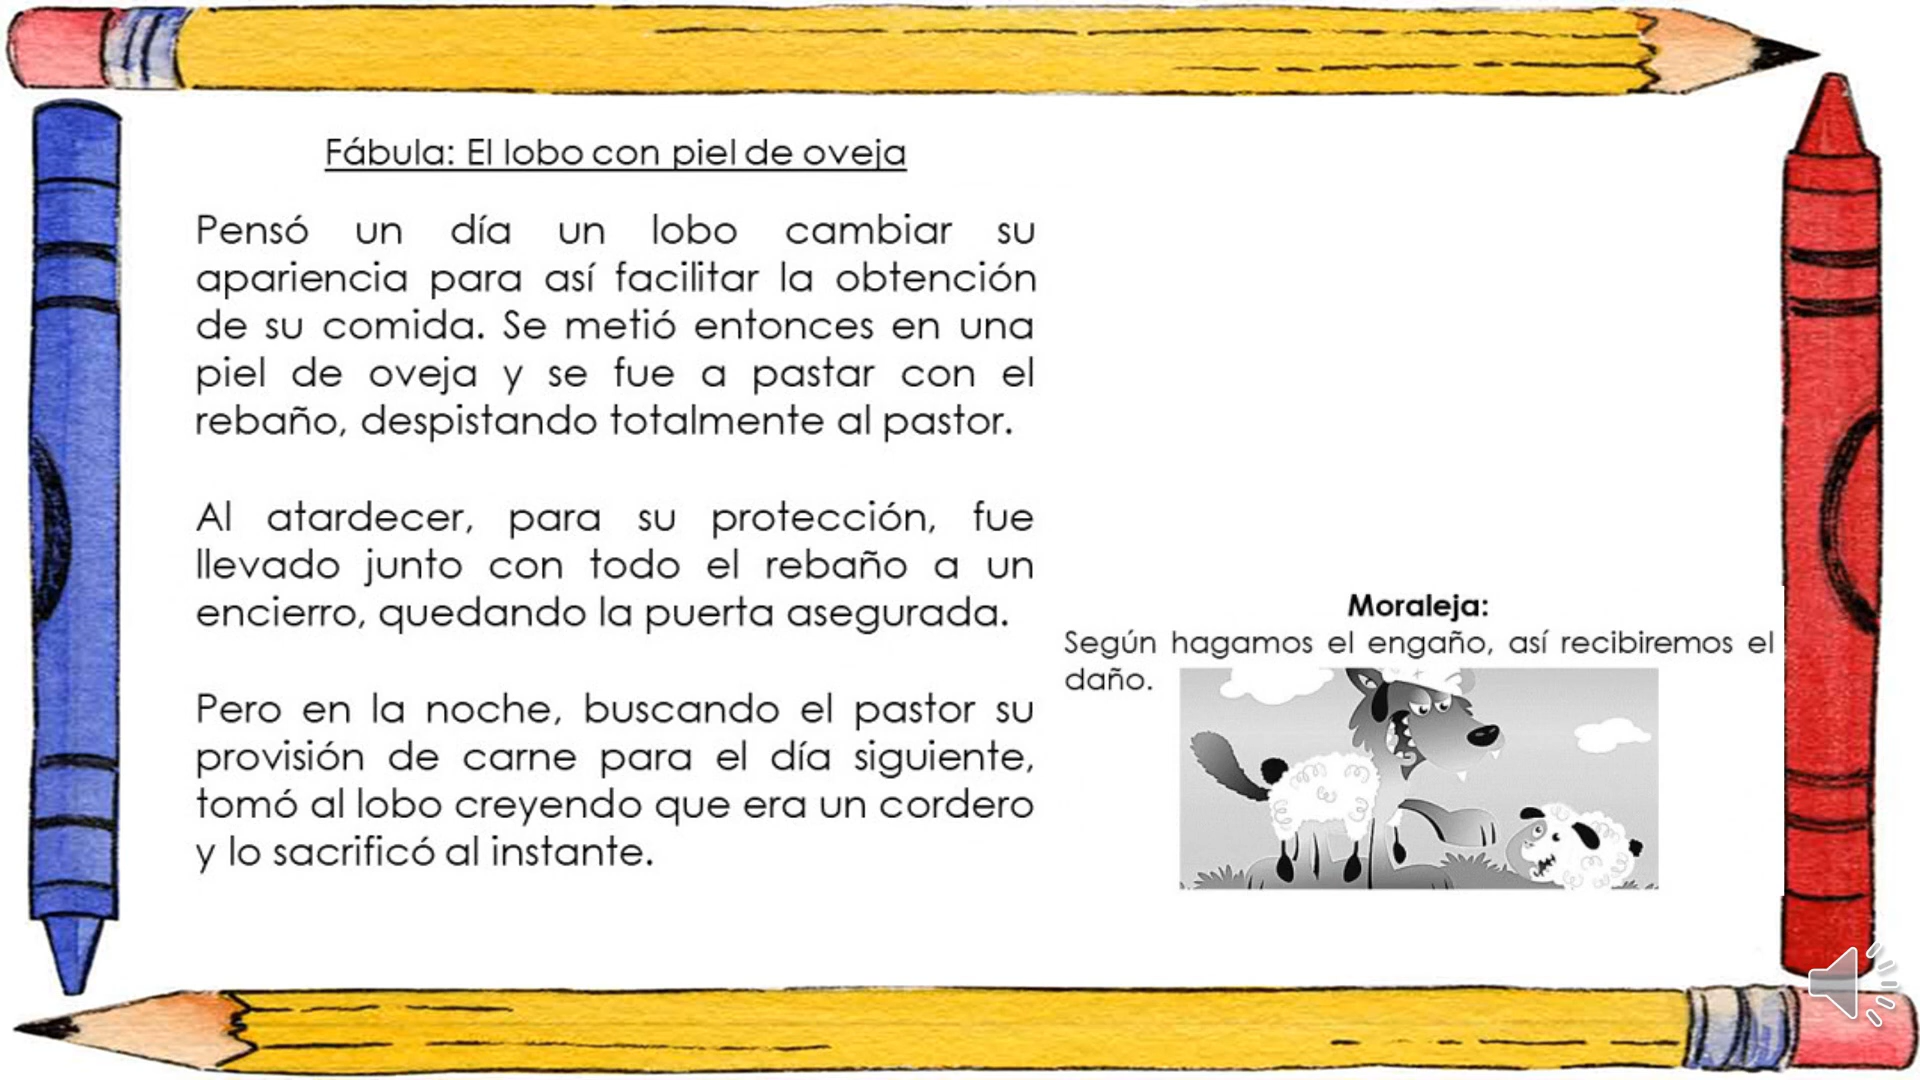 Fábula: El lobo con piel de oveja
Pensó un día un lobo cambiar su
apariencia para así facilitar la obtención
de su comida. Se metió entonces en una
piel de oveja y se fue a pastar con el
rebaño, despistando totalmente al pastor.
Al atardecer, para su protección, fue
llevado junto con todo el rebaño a un
encierro, quedando la puerta asegurada.
Pero en la noche, buscando el pastor su
provisión de carne para el día siguiente,
tomó al lobo creyendo que era un cordero
y lo sacrificó al instante.
Moraleja:
Según hagamos el engaño, así recibiremos el
daño.